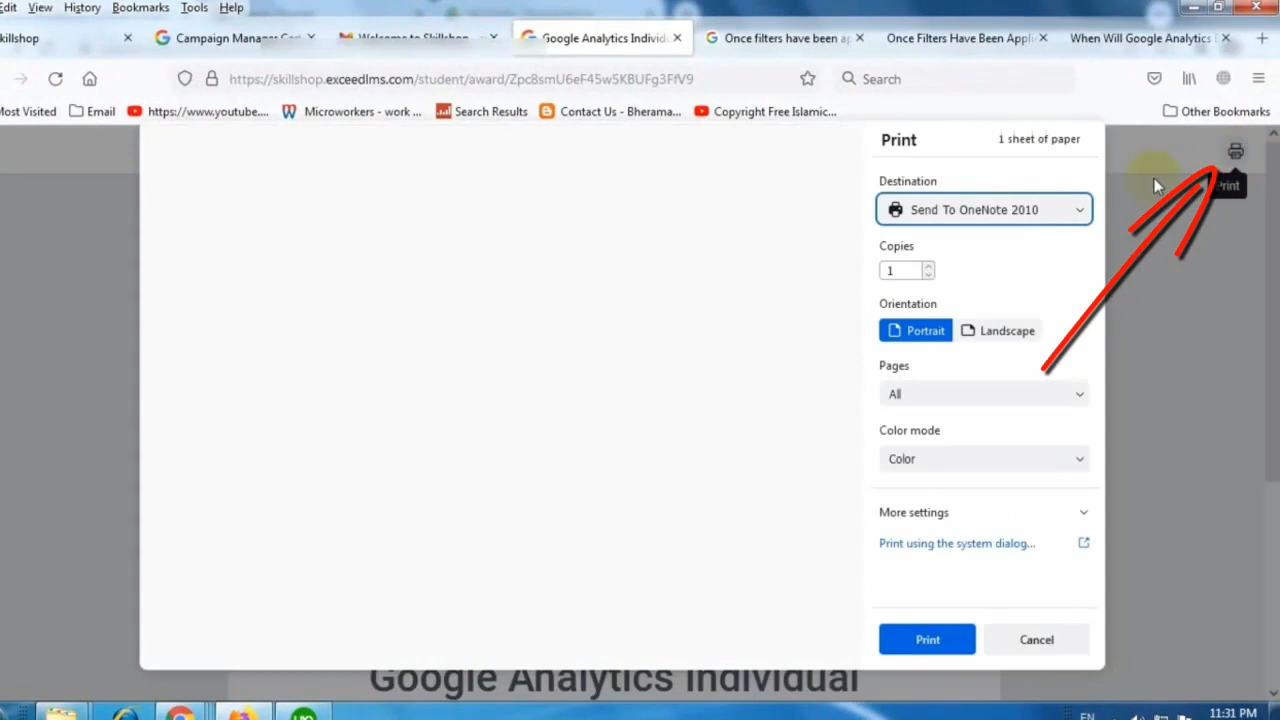 Edit View History Bookmarks Tools Help
killshop
Campaign Manager
Welcome to Skillshop
Google Analytics Individ
Once filters have been ap
Once Filters Have Been Appli
When Will Google Analytics
https://skillshop.exceedlms.com/student/award/Zpc8smU6eF45w5KBUFg3FfV9
Search
Most Visited Email https://www.youtube.... Microworkers - work ... Search Results Contact Us - Bherama... Copyright Free Islamic... Other Bookmarks
Print 1 sheet of paper
Print
Destination
Send To OneNote 2010
Copies
1
Orientation
Portrait Landscape
Pages
All
Color mode
Color
More settings
Print using the system dialog...
Print Cancel
Google Analytics Individual
EN 11:31 PM